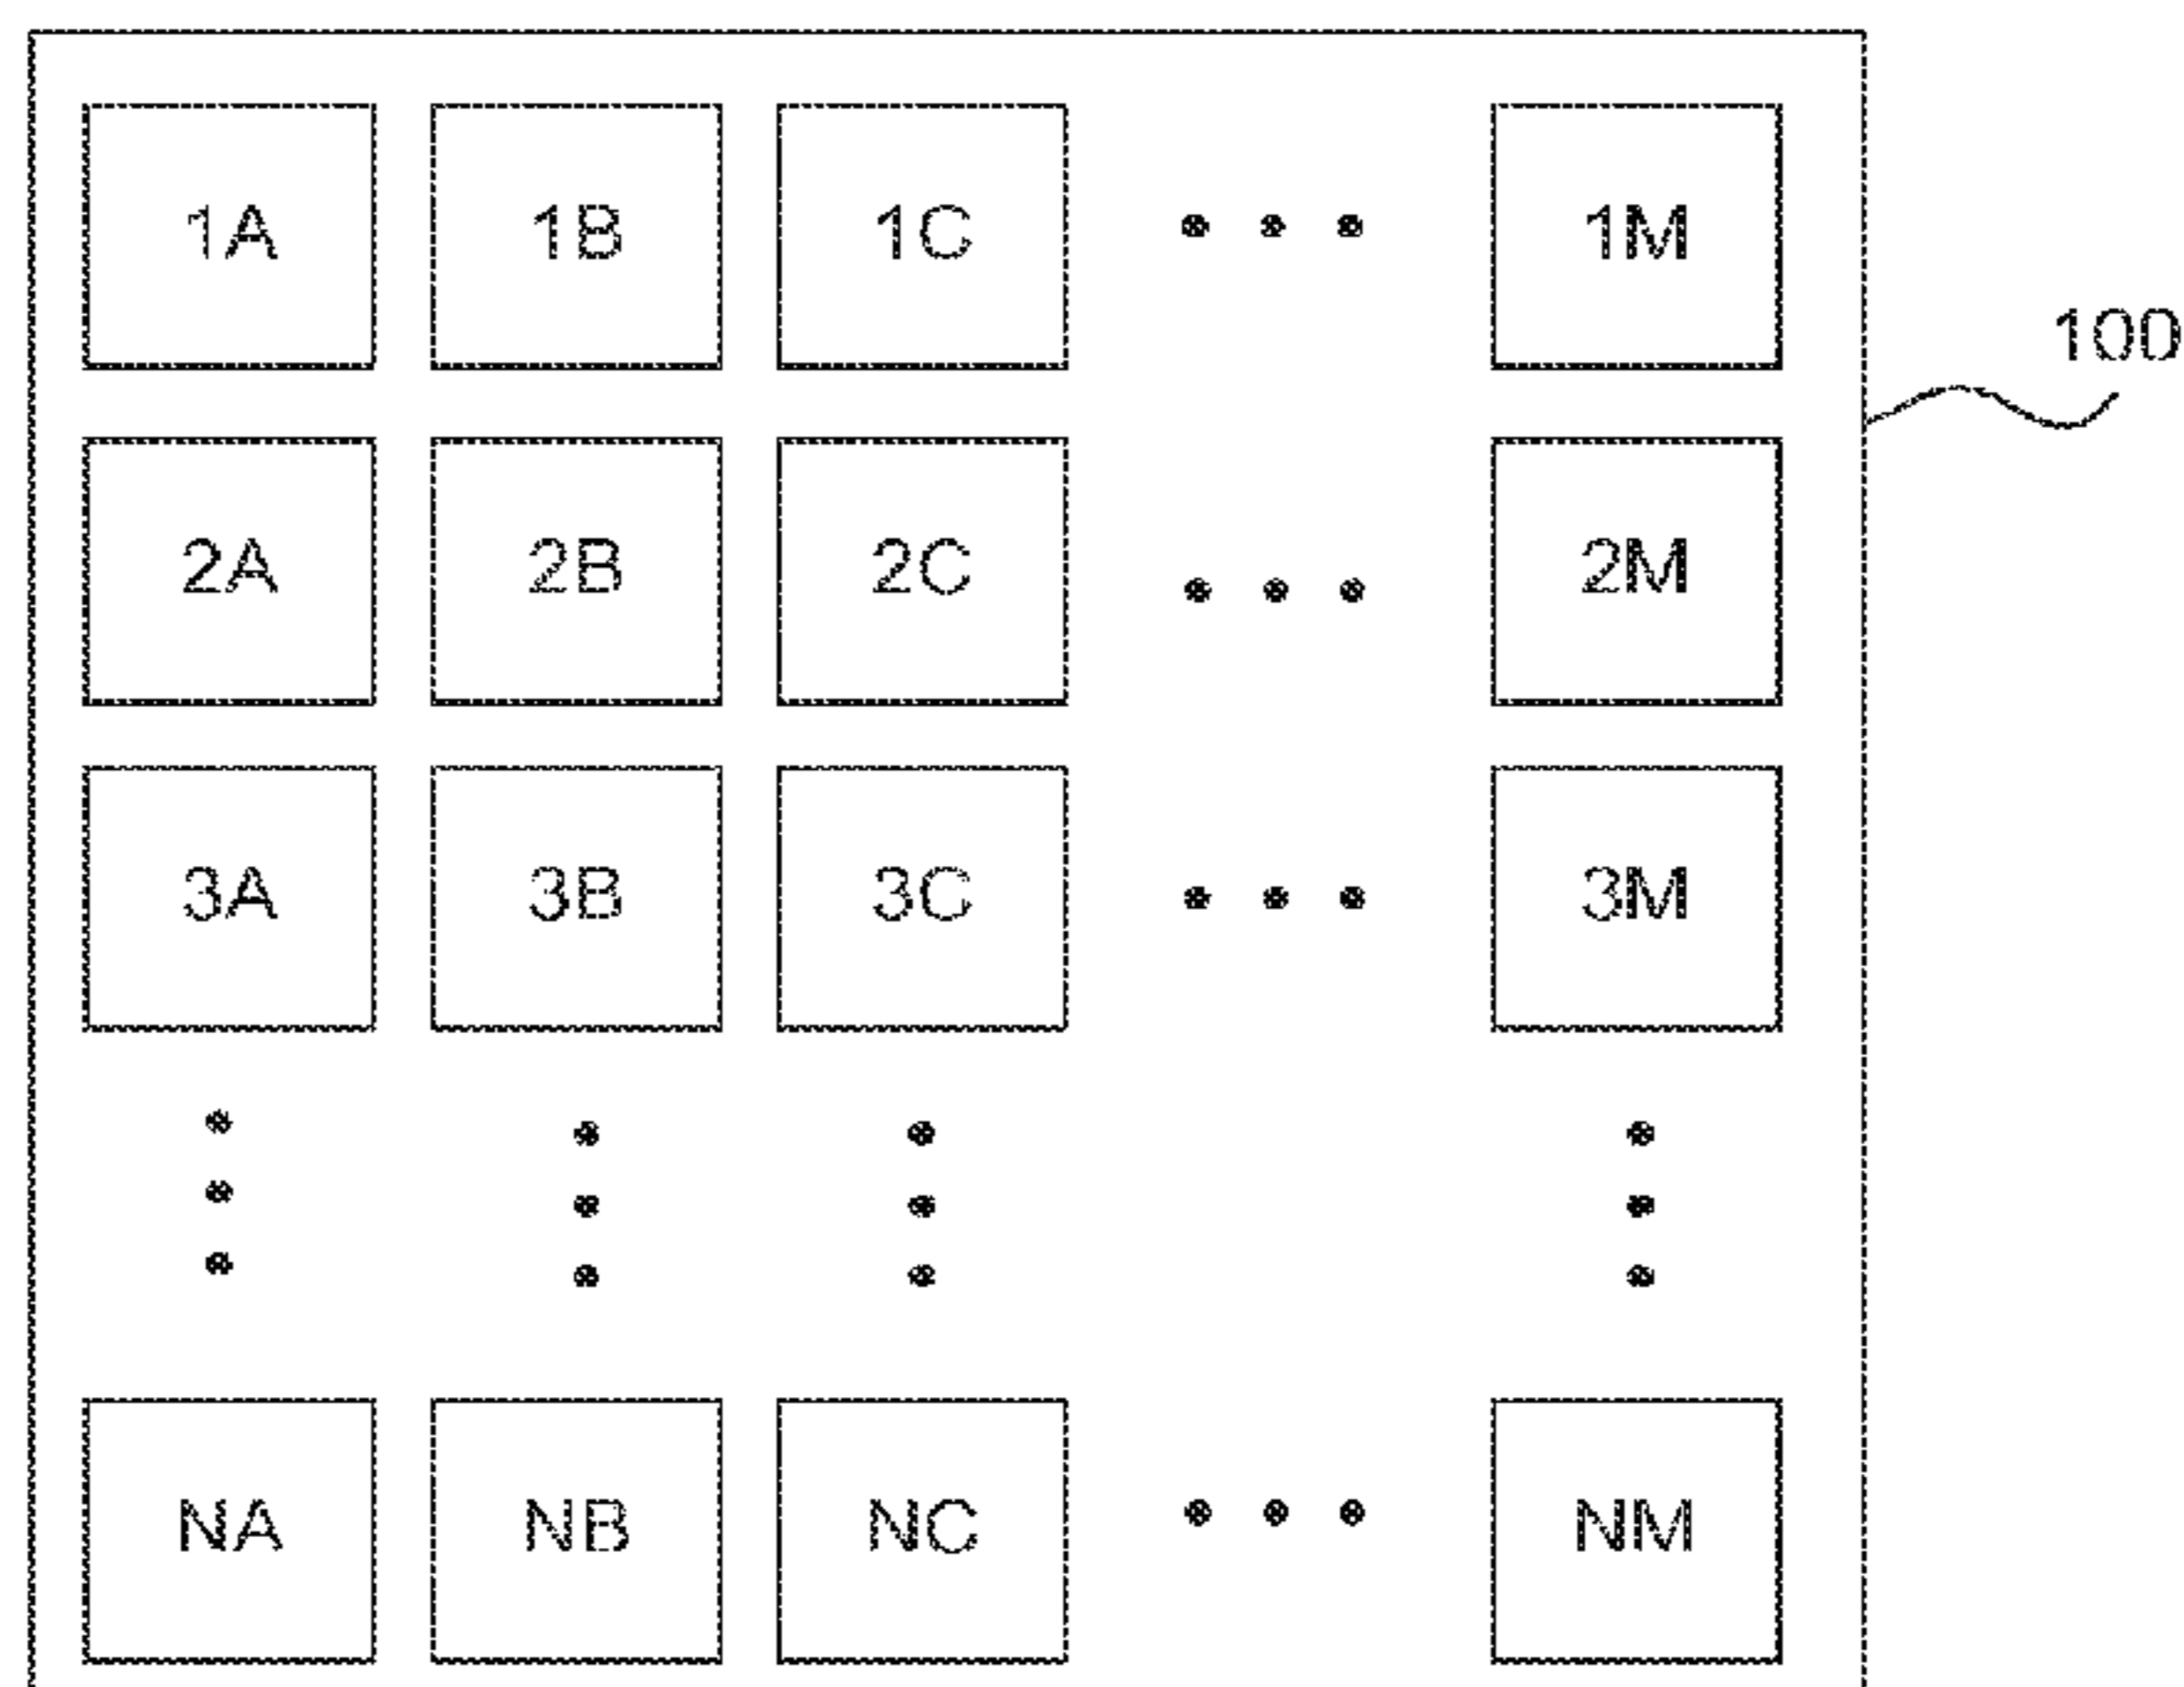 1A 1B 1C • • • 1M
100
2A 2B 2C • • • 2M
3A 3B 3C • • • 3M
NA NB NC • • • NM